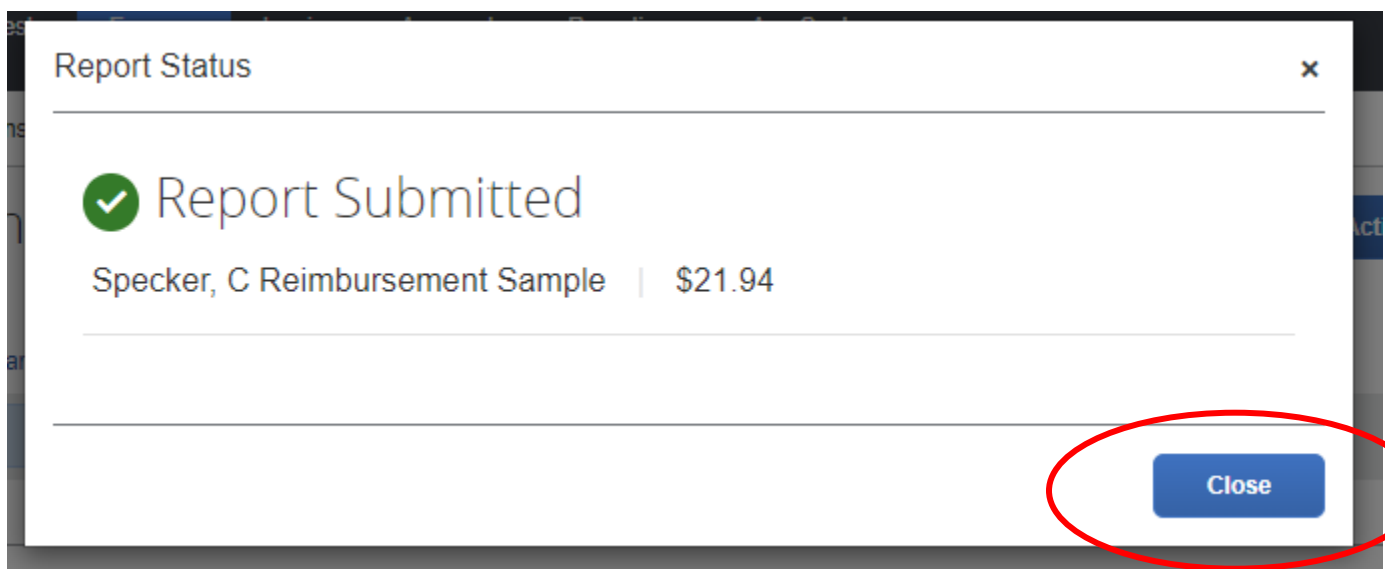 Report Status
×
Report Submitted
Specker, C Reimbursement Sample | $21.94
Close